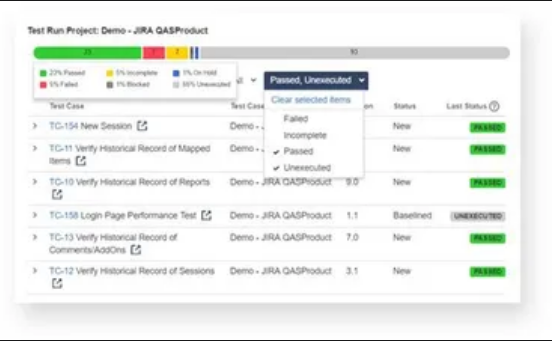 Test Run Project: Demo - JIRA QASProduct
23 7 7 93
23% Passed 5% Incomplete 1% On Hold
5% Failed 1% Blocked 66% Unexecuted
Passed, Unexecuted
Clear selected items
Failed
Incomplete
Passed
Unexecuted
Test Case Test Case on Status Last Status
TC-154 New Session Demo - J New PASSED
TC-11 Verify Historical Record of Mapped Items Demo - J New PASSED
TC-10 Verify Historical Record of Reports Demo - JIRA QASProduct 9.0 New PASSED
TC-158 Login Page Performance Test Demo - JIRA QASProduct 1.1 Baselined UNEXECUTED
TC-13 Verify Historical Record of Comments/AddOns Demo - JIRA QASProduct 7.0 New PASSED
TC-12 Verify Historical Record of Sessions Demo - JIRA QASProduct 3.1 New PASSED